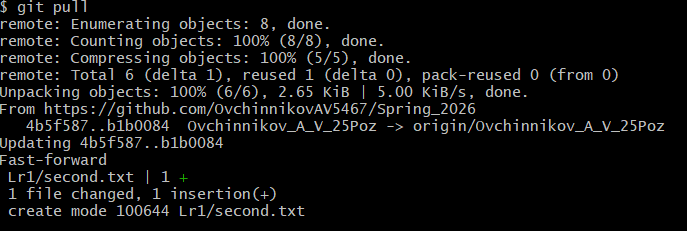 $ git pull
remote: Enumerating objects: 8, done.
remote: Counting objects: 100% (8/8), done.
remote: Compressing objects: 100% (5/5), done.
remote: Total 6 (delta 1), reused 1 (delta 0), pack-reused 0 (from 0)
Unpacking objects: 100% (6/6), 2.65 KiB | 5.00 KiB/s, done.
From https://github.com/OvchinnikovAV5467/Spring_2026
   4b5f587..b1b0084  Ovchinnikov_A_V_25Poz -> origin/Ovchinnikov_A_V_25Poz
Updating 4b5f587..b1b0084
Fast-forward
 Lr1/second.txt | 1 +
 1 file changed, 1 insertion(+)
 create mode 100644 Lr1/second.txt